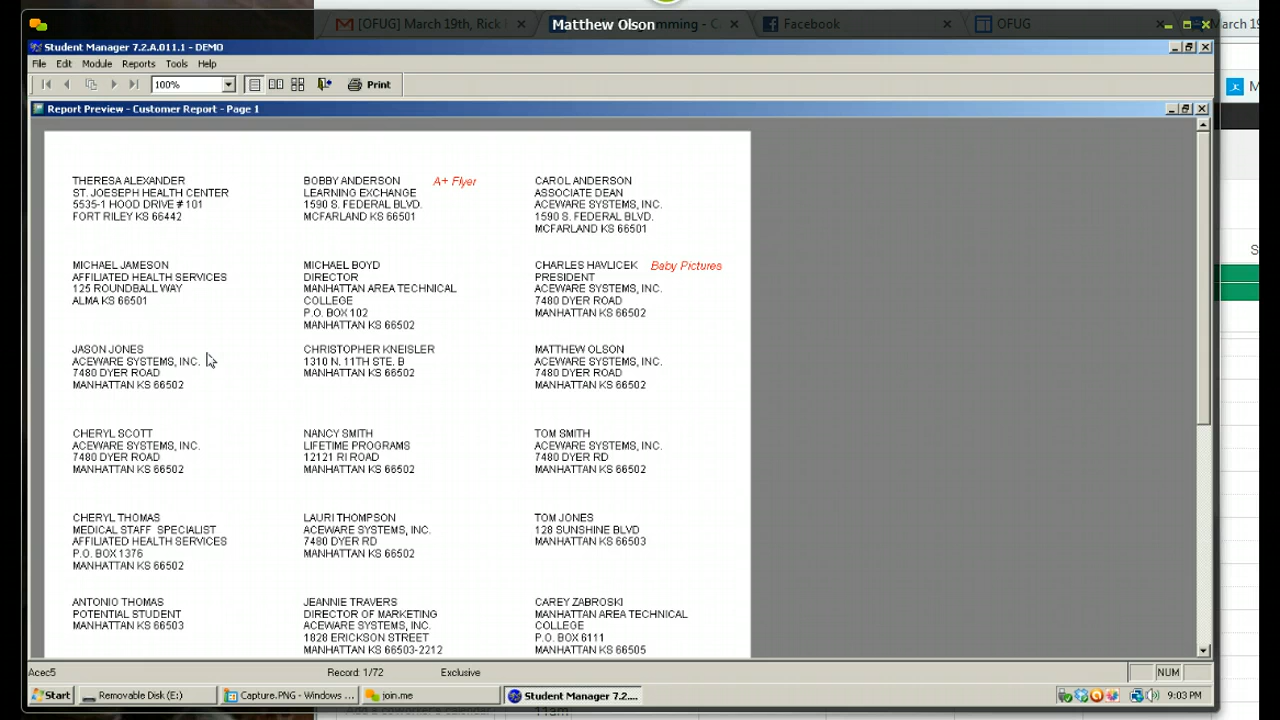 [OFUG] March 19th, Rick
Matthew Olson
Facebook
OFUG
March 19
Student Manager 7.2.A.011.1 - DEMO
File Edit Module Reports Tools Help
100% Print
Report Preview - Customer Report - Page 1
THERESA ALEXANDER
ST. JOESEPH HEALTH CENTER
5535-1 HOOD DRIVE # 101
FORT RILEY KS 66442
BOBBY ANDERSON A+ Flyer
LEARNING EXCHANGE
1590 S. FEDERAL BLVD.
MCFARLAND KS 66501
CAROL ANDERSON
ASSOCIATE DEAN
ACEWARE SYSTEMS, INC.
1590 S. FEDERAL BLVD.
MCFARLAND KS 66501
MICHAEL JAMESON
AFFILIATED HEALTH SERVICES
125 ROUNDBALL WAY
ALMA KS 66501
MICHAEL BOYD
DIRECTOR
MANHATTAN AREA TECHNICAL
COLLEGE
P.O. BOX 102
MANHATTAN KS 66502
CHARLES HAVLICEK Baby Pictures
PRESIDENT
ACEWARE SYSTEMS, INC.
7480 DYER ROAD
MANHATTAN KS 66502
JASON JONES
ACEWARE SYSTEMS, INC.
7480 DYER ROAD
MANHATTAN KS 66502
CHRISTOPHER KNEISLER
1310 N. 11TH STE. B
MANHATTAN KS 66502
MATTHEW OLSON
ACEWARE SYSTEMS, INC.
7480 DYER ROAD
MANHATTAN KS 66502
CHERYL SCOTT
ACEWARE SYSTEMS, INC.
7480 DYER ROAD
MANHATTAN KS 66502
NANCY SMITH
LIFETIME PROGRAMS
12121 RI ROAD
MANHATTAN KS 66502
TOM SMITH
ACEWARE SYSTEMS, INC.
7480 DYER RD
MANHATTAN KS 66502
CHERYL THOMAS
MEDICAL STAFF SPECIALIST
AFFILIATED HEALTH SERVICES
P.O. BOX 1376
MANHATTAN KS 66502
LAURI THOMPSON
ACEWARE SYSTEMS, INC.
7480 DYER RD
MANHATTAN KS 66502
TOM JONES
128 SUNSHINE BLVD
MANHATTAN KS 66503
ANTONIO THOMAS
POTENTIAL STUDENT
MANHATTAN KS 66503
JEANNIE TRAVERS
DIRECTOR OF MARKETING
ACEWARE SYSTEMS, INC.
1828 ERICKSON STREET
MANHATTAN KS 66503-2212
CAREY ZABROSKI
MANHATTAN AREA TECHNICAL
COLLEGE
P.O. BOX 6111
MANHATTAN KS 66505
Acec5 Record: 1/72 Exclusive NUM
Start Removable Disk (E:) Capture.PNG - Windows ... join.me Student Manager 7.2.... 9:03 PM
11am